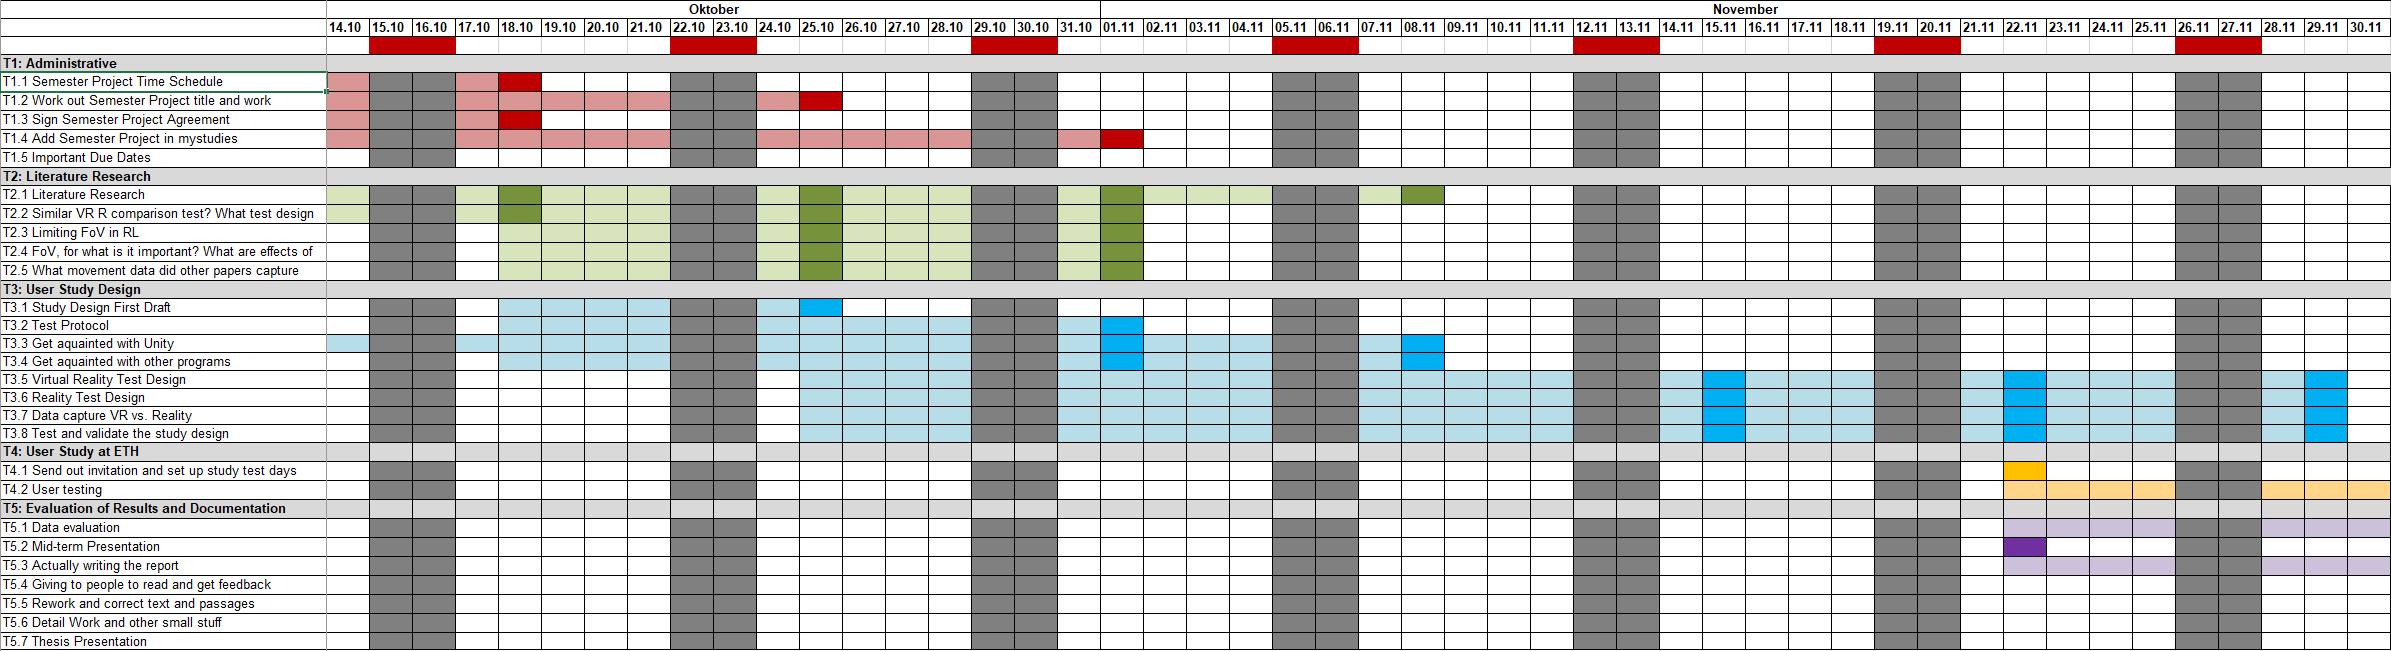 Oktober November
14.10 15.10 16.10 17.10 18.10 19.10 20.10 21.10 22.10 23.10 24.10 25.10 26.10 27.10 28.10 29.10 30.10 31.10 01.11 02.11 03.11 04.11 05.11 06.11 07.11 08.11 09.11 10.11 11.11 12.11 13.11 14.11 15.11 16.11 17.11 18.11 19.11 20.11 21.11 22.11 23.11 24.11 25.11 26.11 27.11 28.11 29.11 30.11
T1: Administrative
T1.1 Semester Project Time Schedule
T1.2 Work out Semester Project title and work
T1.3 Sign Semester Project Agreement
T1.4 Add Semester Project in mystudies
T1.5 Important Due Dates
T2: Literature Research
T2.1 Literature Research
T2.2 Similar VR R comparison test? What test design
T2.3 Limiting FoV in RL
T2.4 FoV, for what is it important? What are effects of
T2.5 What movement data did other papers capture
T3: User Study Design
T3.1 Study Design First Draft
T3.2 Test Protocol
T3.3 Get aquainted with Unity
T3.4 Get aquainted with other programs
T3.5 Virtual Reality Test Design
T3.6 Reality Test Design
T3.7 Data capture VR vs. Reality
T3.8 Test and validate the study design
T4: User Study at ETH
T4.1 Send out invitation and set up study test days
T4.2 User testing
T5: Evaluation of Results and Documentation
T5.1 Data evaluation
T5.2 Mid-term Presentation
T5.3 Actually writing the report
T5.4 Giving to people to read and get feedback
T5.5 Rework and correct text and passages
T5.6 Detail Work and other small stuff
T5.7 Thesis Presentation